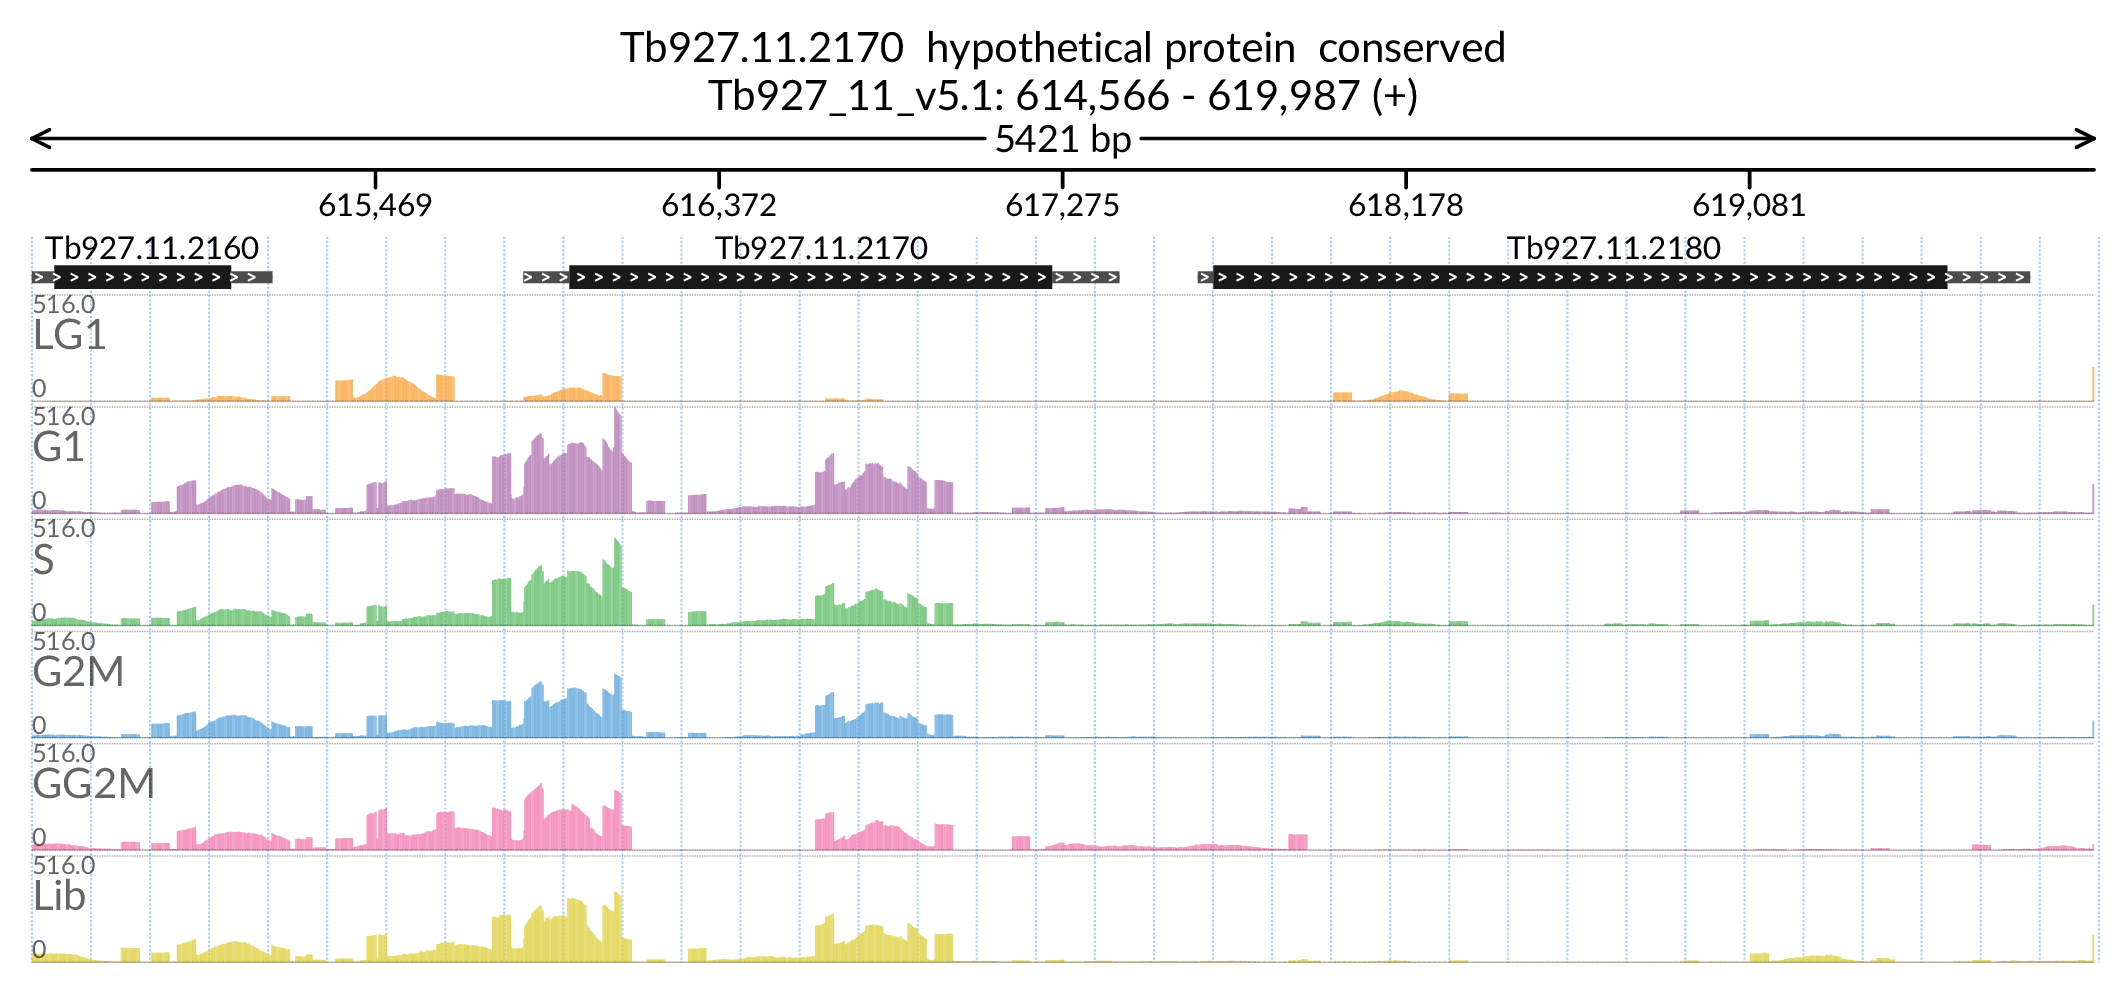 Tb927.11.2170 hypothetical protein conserved
Tb927_11_v5.1: 614,566 - 619,987 (+)
5421 bp
615,469 616,372 617,275 618,178 619,081
Tb927.11.2160 Tb927.11.2170 Tb927.11.2180
516.0
LG1
0
516.0
G1
0
516.0
S
0
516.0
G2M
0
516.0
GG2M
0
516.0
Lib
0